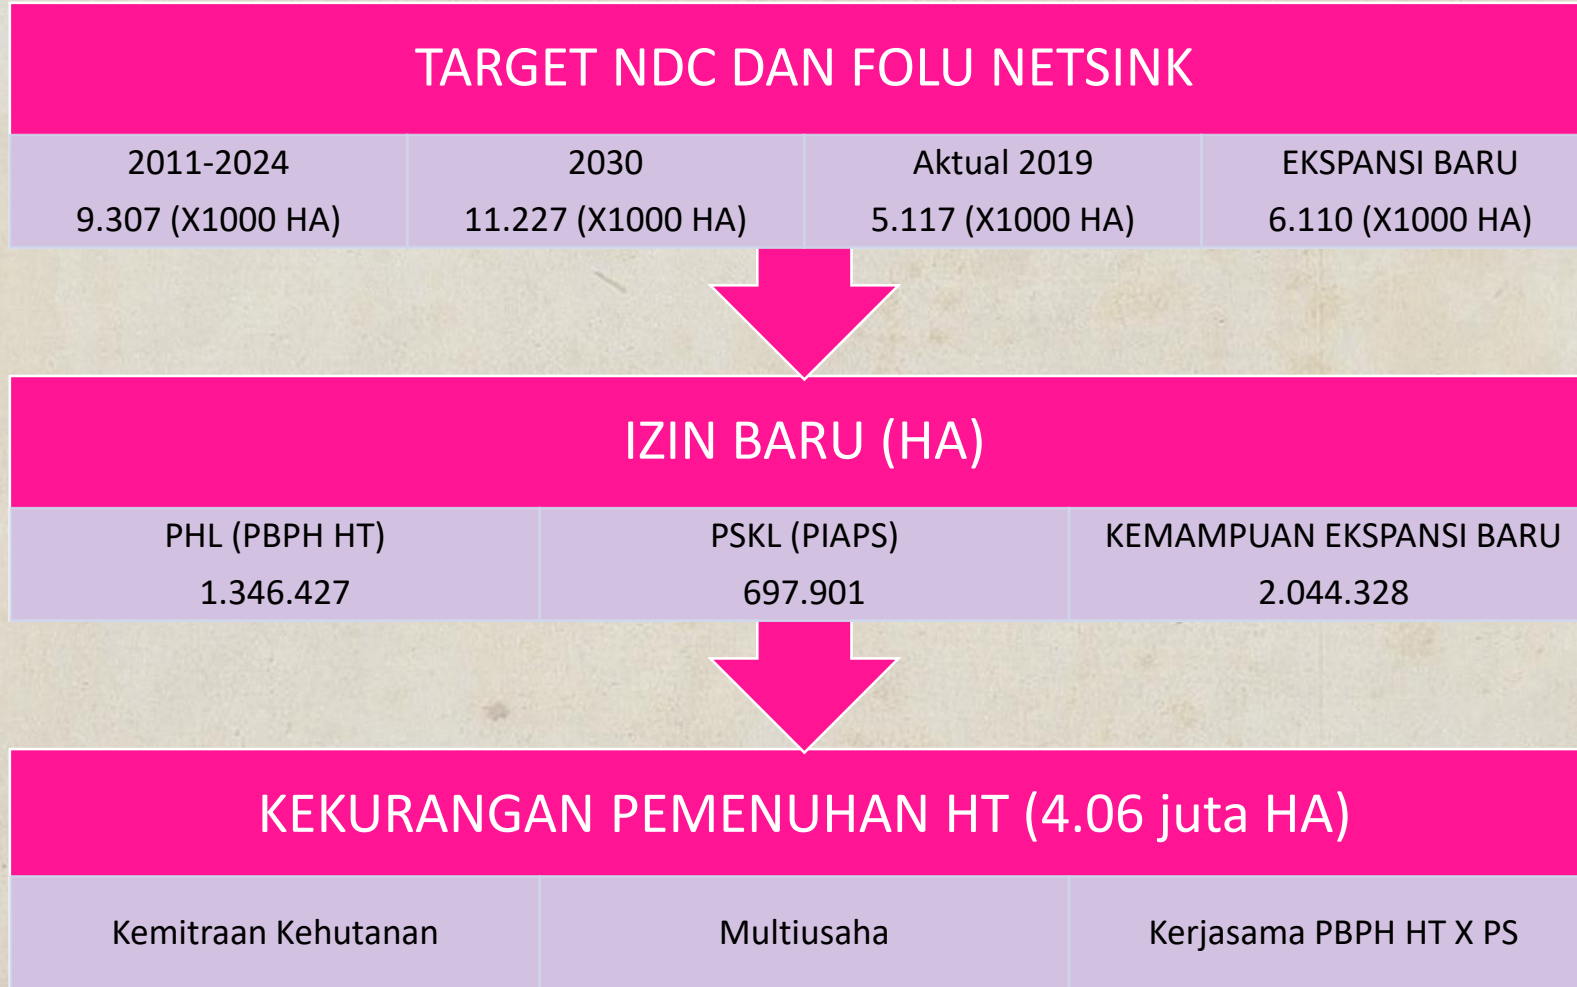 TARGET NDC DAN FOLU NETSINK
2011-2024
9.307 (X1000 HA)
2030
11.227 (X1000 HA)
Aktual 2019
5.117 (X1000 HA)
EKSPANSI BARU
6.110 (X1000 HA)
IZIN BARU (HA)
PHL (PBPH HT)
1.346.427
PSKL (PIAPS)
697.901
KEMAMPUAN EKSPANSI BARU
2.044.328
KEKURANGAN PEMENUHAN HT (4.06 juta HA)
Kemitraan Kehutanan
Multiusaha
Kerjasama PBPH HT X PS